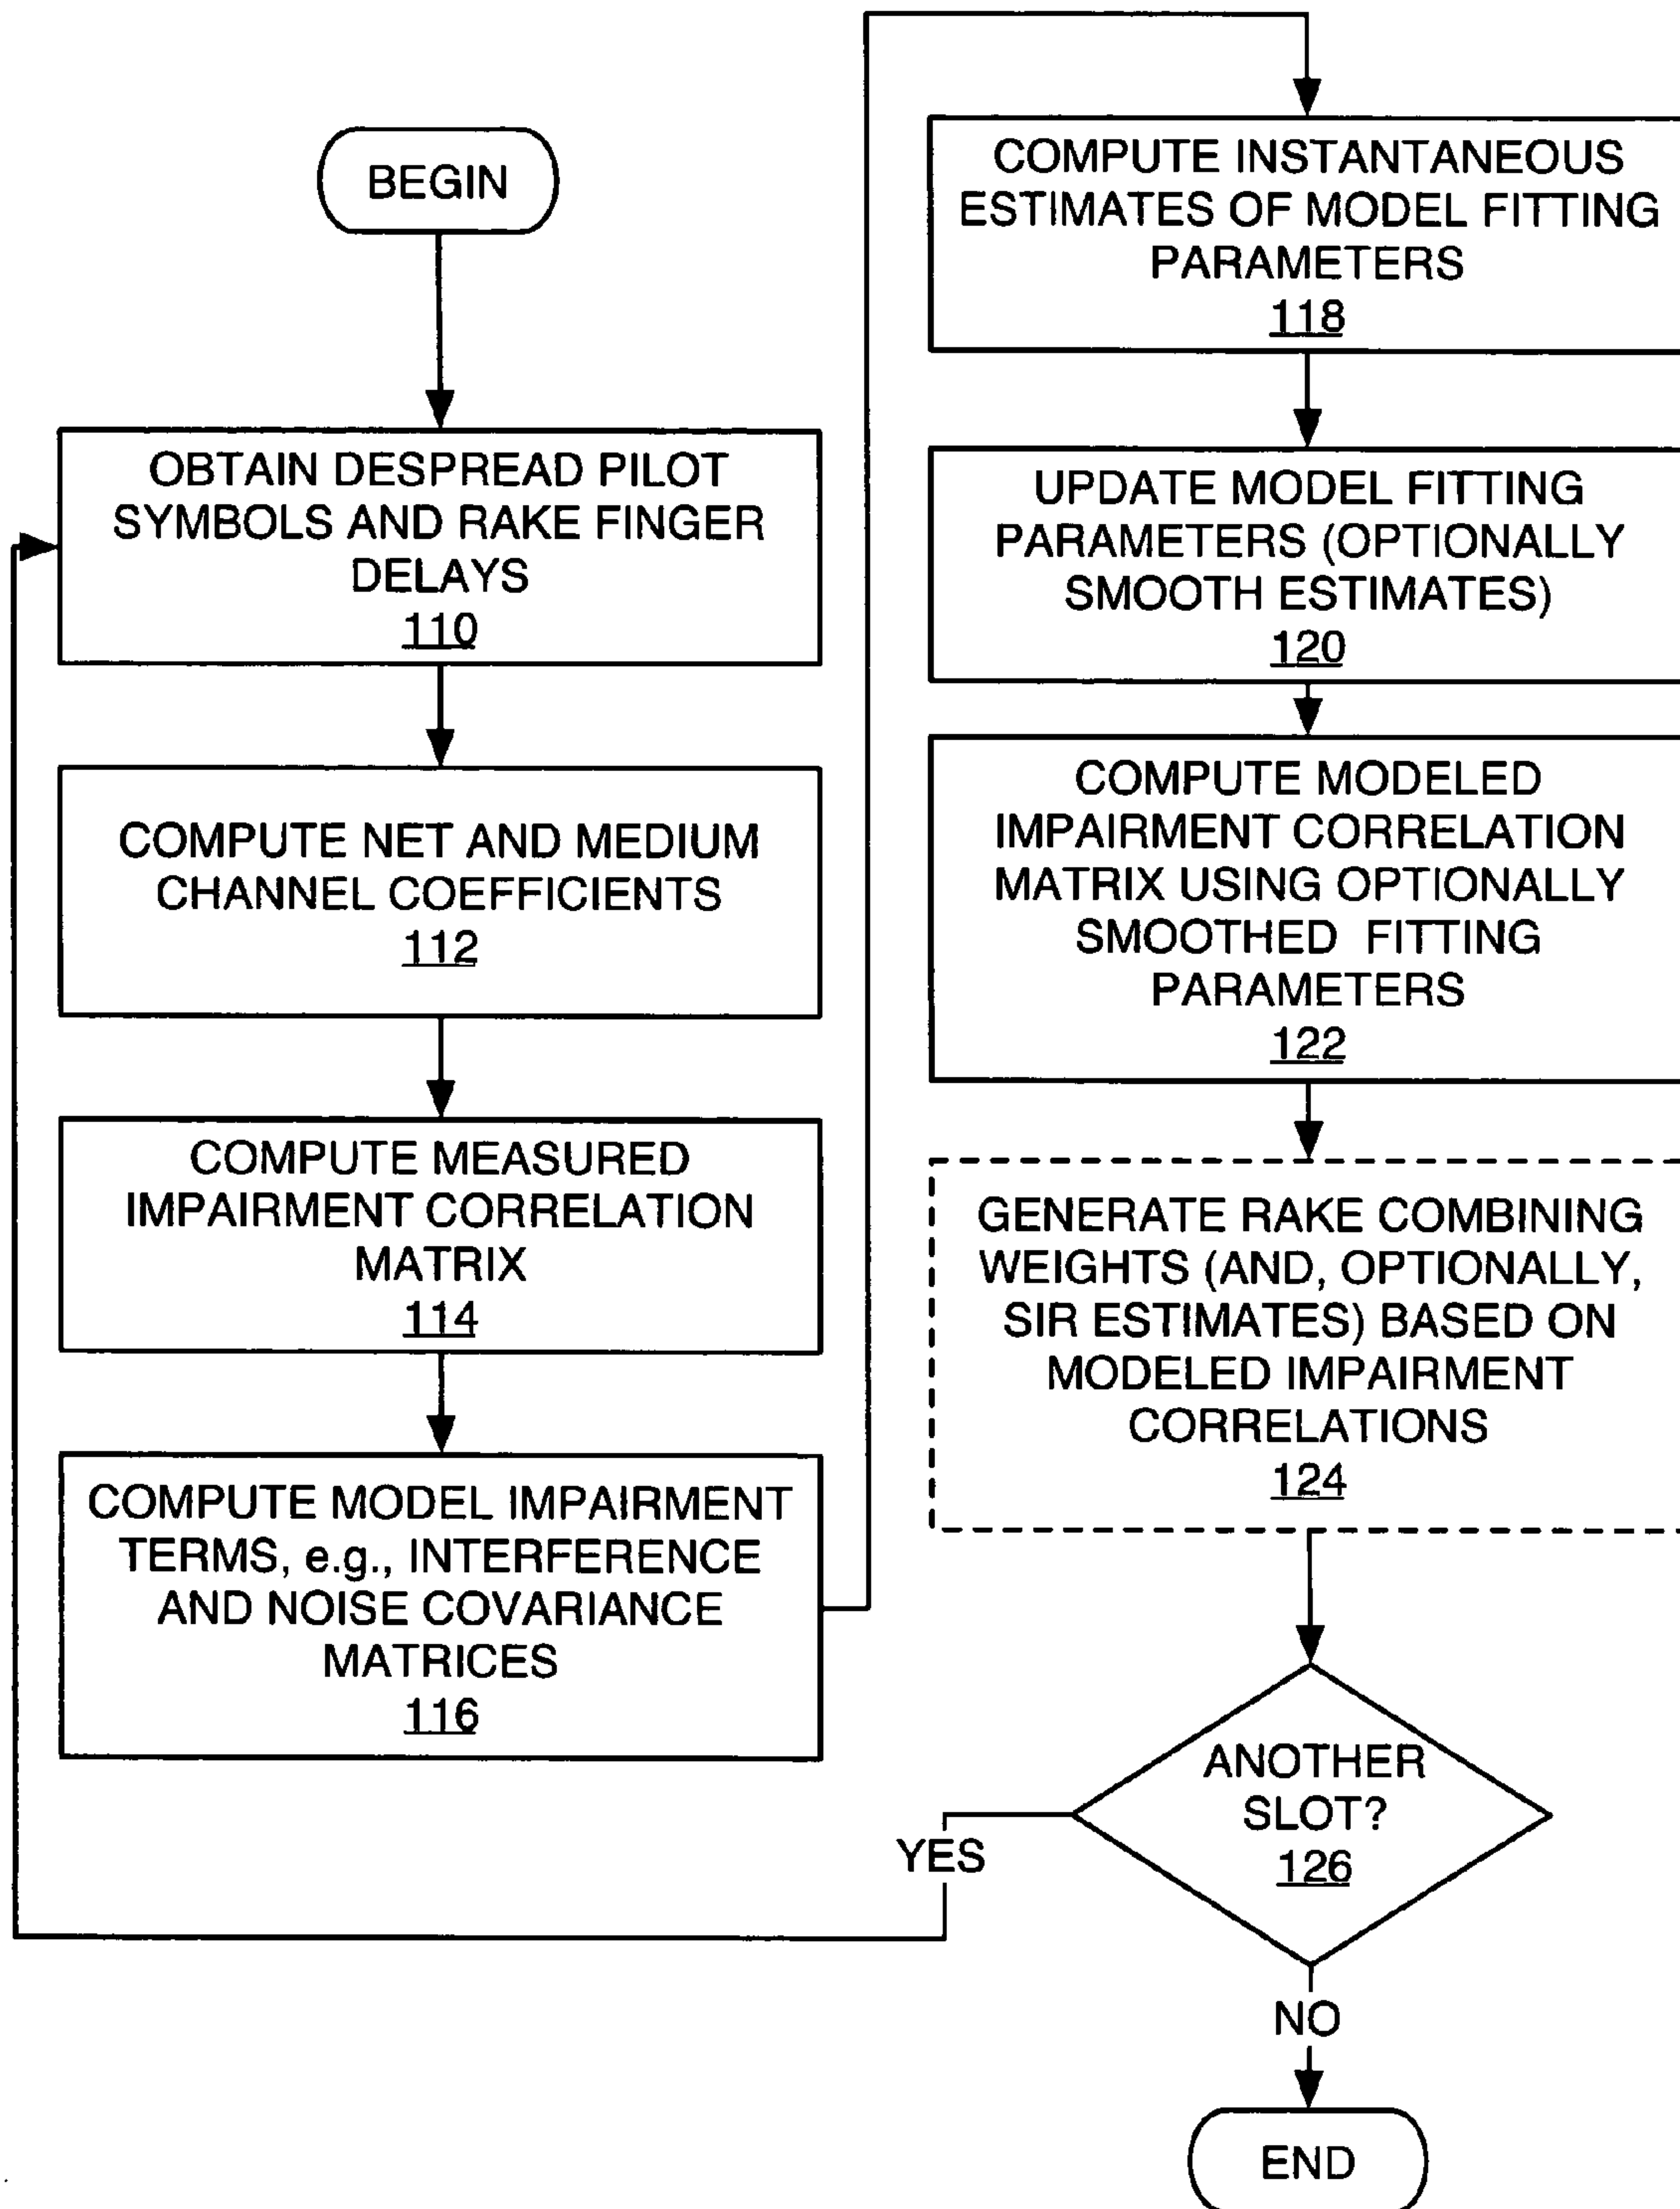 BEGIN
OBTAIN DESPREAD PILOT
SYMBOLS AND RAKE FINGER
DELAYS
110
COMPUTE NET AND MEDIUM
CHANNEL COEFFICIENTS
112
COMPUTE MEASURED
IMPAIRMENT CORRELATION
MATRIX
114
COMPUTE MODEL IMPAIRMENT
TERMS, e.g., INTERFERENCE
AND NOISE COVARIANCE
MATRICES
116
COMPUTE INSTANTANEOUS
ESTIMATES OF MODEL FITTING
PARAMETERS
118
UPDATE MODEL FITTING
PARAMETERS (OPTIONALLY
SMOOTH ESTIMATES)
120
COMPUTE MODELED
IMPAIRMENT CORRELATION
MATRIX USING OPTIONALLY
SMOOTHED FITTING
PARAMETERS
122
GENERATE RAKE COMBINING
WEIGHTS (AND, OPTIONALLY,
SIR ESTIMATES) BASED ON
MODELED IMPAIRMENT
CORRELATIONS
124
ANOTHER
SLOT?
126
YES
NO
END